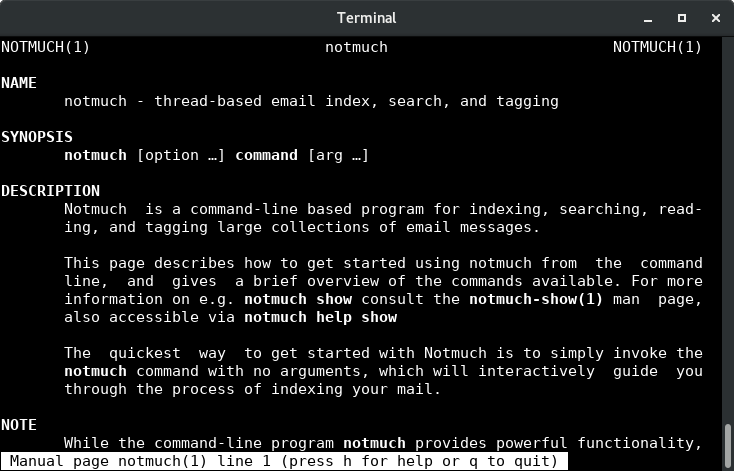 Terminal
NOTMUCH(1) notmuch NOTMUCH(1)
NAME
notmuch - thread-based email index, search, and tagging
SYNOPSIS
notmuch [option …] command [arg …]
DESCRIPTION
Notmuch  is a command-line based program for indexing, searching, read-
ing, and tagging large collections of email messages.
This page describes how to get started using notmuch from  the  command
line,  and  gives  a brief overview of the commands available. For more
information on e.g. notmuch show consult the notmuch-show(1) man  page,
also accessible via notmuch help show
The  quickest  way  to get started with Notmuch is to simply invoke the
notmuch command with no arguments, which will interactively  guide  you
through the process of indexing your mail.
NOTE
While the command-line program notmuch provides powerful functionality,
Manual page notmuch(1) line 1 (press h for help or q to quit)